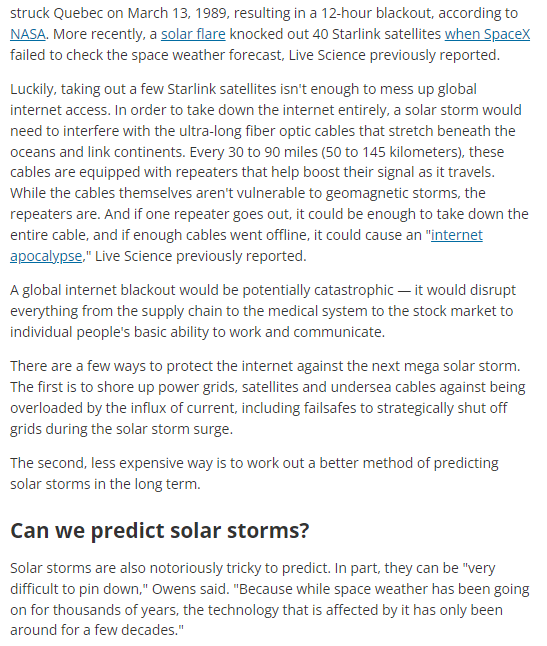 struck Quebec on March 13, 1989, resulting in a 12-hour blackout, according to
NASA. More recently, a solar flare knocked out 40 Starlink satellites when SpaceX
failed to check the space weather forecast, Live Science previously reported.
Luckily, taking out a few Starlink satellites isn't enough to mess up global
internet access. In order to take down the internet entirely, a solar storm would
need to interfere with the ultra-long fiber optic cables that stretch beneath the
oceans and link continents. Every 30 to 90 miles (50 to 145 kilometers), these
cables are equipped with repeaters that help boost their signal as it travels.
While the cables themselves aren't vulnerable to geomagnetic storms, the
repeaters are. And if one repeater goes out, it could be enough to take down the
entire cable, and if enough cables went offline, it could cause an "internet
apocalypse," Live Science previously reported.
A global internet blackout would be potentially catastrophic — it would disrupt
everything from the supply chain to the medical system to the stock market to
individual people's basic ability to work and communicate.
There are a few ways to protect the internet against the next mega solar storm.
The first is to shore up power grids, satellites and undersea cables against being
overloaded by the influx of current, including failsafes to strategically shut off
grids during the solar storm surge.
The second, less expensive way is to work out a better method of predicting
solar storms in the long term.
Can we predict solar storms?
Solar storms are also notoriously tricky to predict. In part, they can be "very
difficult to pin down," Owens said. "Because while space weather has been going
on for thousands of years, the technology that is affected by it has only been
around for a few decades."